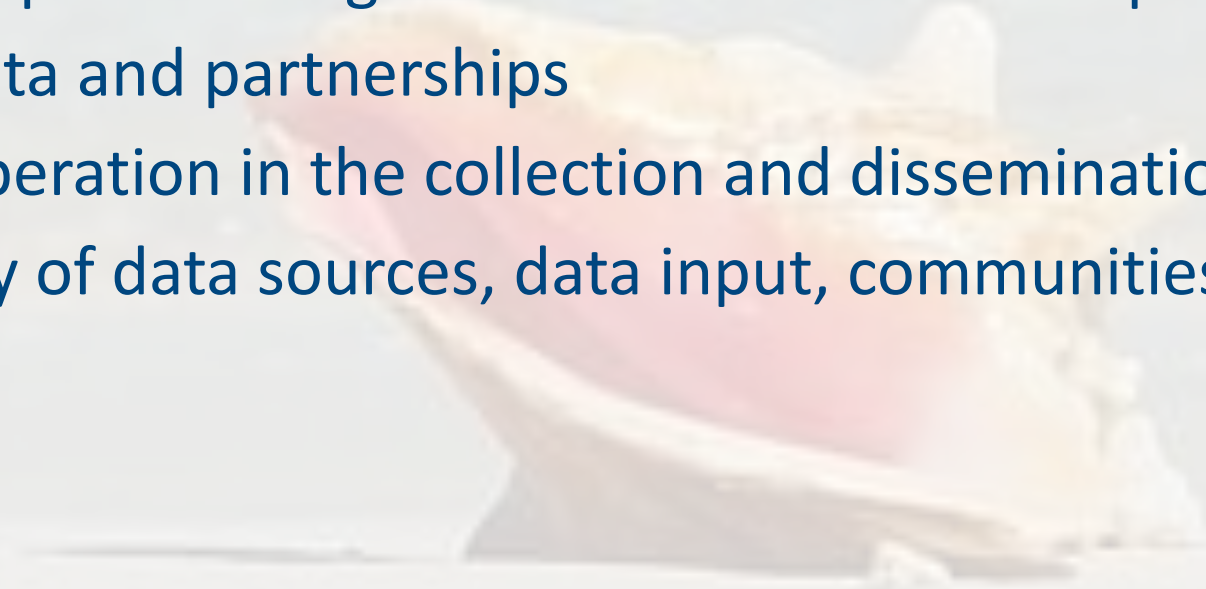 ta and partnerships
peration in the collection and disseminatio
y of data sources, data input, communities